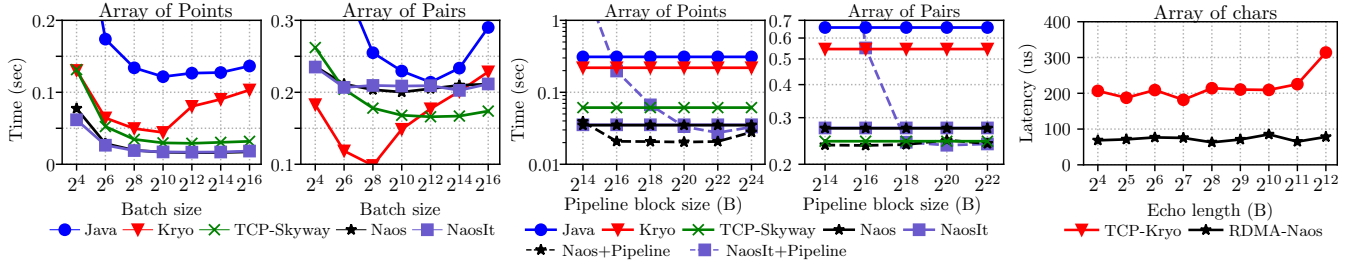 Array of Points
Time (sec)
0.2
0.1
0
2^4 2^6 2^8 2^10 2^12 2^14 2^16
Batch size
Array of Pairs
0.3
0.2
0.1
2^4 2^6 2^8 2^10 2^12 2^14 2^16
Batch size
Java Kryo TCP-Skyway Naos NaosIt
Array of Points
Time (sec)
1
0.1
0.01
2^14 2^16 2^18 2^20 2^22 2^24
Pipeline block size (B)
Array of Pairs
0.7
0.6
0.5
0.4
0.3
0.2
2^14 2^16 2^18 2^20 2^22
Pipeline block size (B)
Java Kryo TCP-Skyway Naos NaosIt
Naos+Pipeline NaosIt+Pipeline
Array of chars
Latency (us)
400
300
200
100
0
2^4 2^5 2^6 2^7 2^8 2^9 2^10 2^11 2^12
Echo length (B)
TCP-Kryo RDMA-Naos